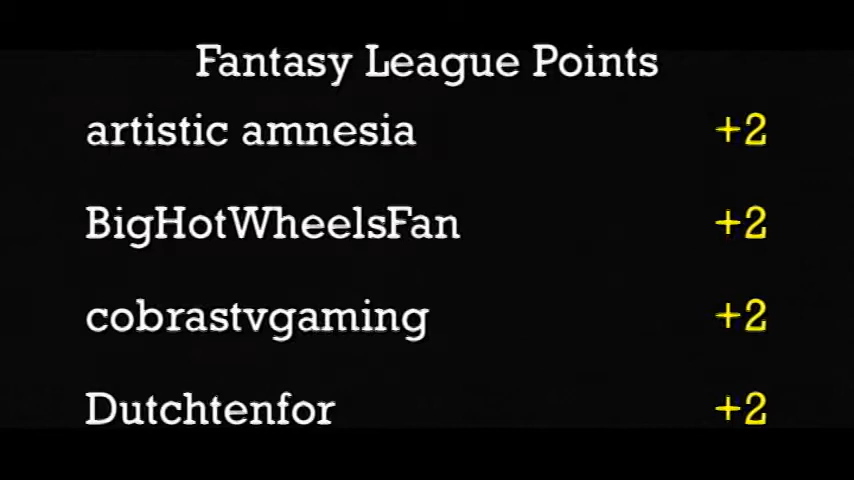 Fantasy League Points
artistic amnesia +2
BigHotWheelsFan +2
cobrastvgaming +2
Dutchtenfor +2